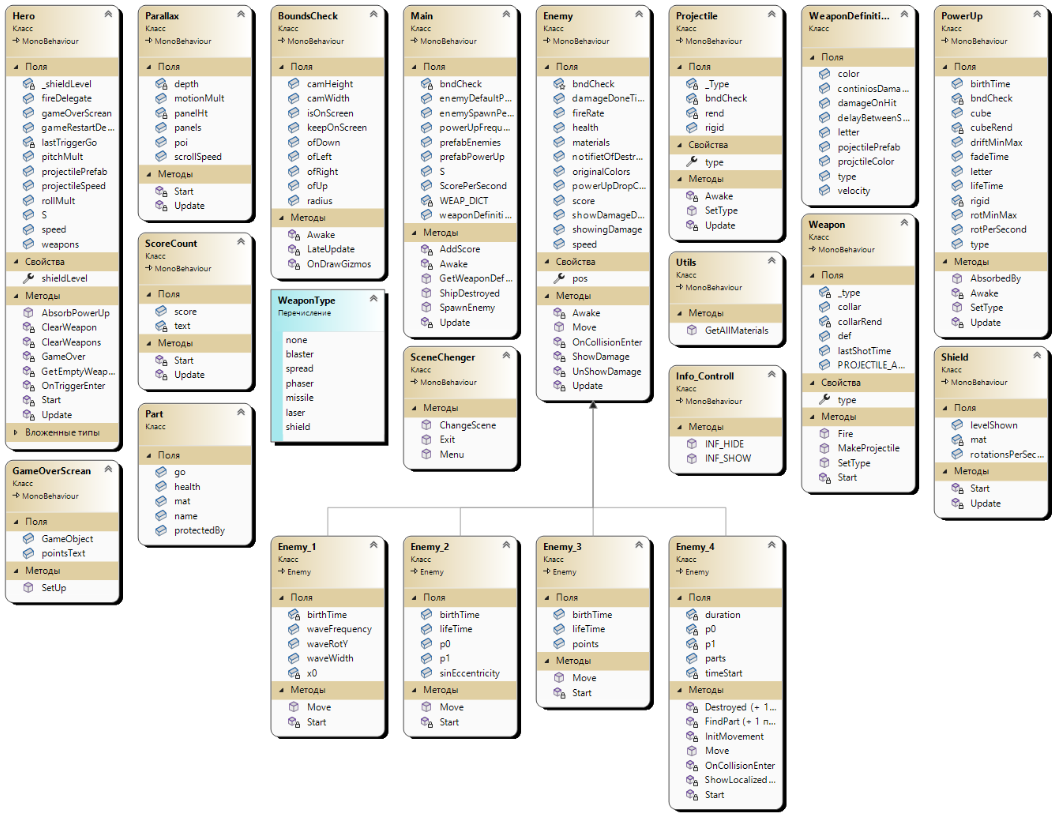 Hero
Класс
MonoBehaviour
Поля
_shieldLevel
fireDelegate
gameOverScrean
gameRestartDe...
lastTriggerGo
pitchMult
projectilePrefab
projectileSpeed
rollMult
S
speed
weapons
Свойства
shieldLevel
Методы
AbsorbPowerUp
ClearWeapon
ClearWeapons
GameOver
GetEmptyWeap...
OnTriggerEnter
Start
Update
Вложенные типы
GameOverScrean
Класс
MonoBehaviour
Поля
GameObject
pointsText
Методы
SetUp
Parallax
Класс
MonoBehaviour
Поля
depth
motionMult
panelHt
panels
poi
scrollSpeed
Методы
Start
Update
ScoreCount
Класс
MonoBehaviour
Поля
score
text
Методы
Start
Update
Part
Класс
Поля
go
health
mat
name
protectedBy
BoundsCheck
Класс
MonoBehaviour
Поля
camHeight
camWidth
isOnScreen
keepOnScreen
ofDown
ofLeft
ofRight
ofUp
radius
Методы
Awake
LateUpdate
OnDrawGizmos
WeaponType
Перечисление
none
blaster
spread
phaser
missile
laser
shield
Main
Класс
MonoBehaviour
Поля
bndCheck
enemyDefaultP...
enemySpawnPe...
powerUpFrequ...
prefabEnemies
prefabPowerUp
S
ScorePerSecond
WEAP_DICT
weaponDefiniti...
Методы
AddScore
Awake
GetWeaponDef...
ShipDestroyed
SpawnEnemy
Update
SceneChenger
Класс
MonoBehaviour
Методы
ChangeScene
Exit
Menu
Enemy
Класс
MonoBehaviour
Поля
bndCheck
damageDoneTi...
fireRate
health
materials
notifietOfDestr...
originalColors
powerUpDropC...
score
showDamageD...
showingDamage
speed
Свойства
pos
Методы
Awake
Move
OnCollisionEnter
ShowDamage
UnShowDamage
Update
Projectile
Класс
MonoBehaviour
Поля
_Type
bndCheck
rend
rigid
Свойства
type
Методы
Awake
SetType
Update
Utils
Класс
MonoBehaviour
Методы
GetAllMaterials
Info_Controll
Класс
MonoBehaviour
Методы
INF_HIDE
INF_SHOW
WeaponDefiniti...
Класс
Поля
color
continiosDama...
damageOnHit
delayBetweenS...
letter
pojectilePrefab
projectileColor
type
velocity
Weapon
Класс
MonoBehaviour
Поля
_type
collar
collarRend
def
lastShotTime
PROJECTILE_A...
Свойства
type
Методы
Fire
MakeProjectile
SetType
Start
PowerUp
Класс
MonoBehaviour
Поля
birthTime
bndCheck
cube
cubeRend
driftMinMax
fadeTime
letter
lifeTime
rigid
rotMinMax
rotPerSecond
type
Методы
AbsorbedBy
Awake
SetType
Update
Shield
Класс
MonoBehaviour
Поля
levelShown
mat
rotationsPerSec...
Методы
Start
Update
Enemy_1
Класс
Enemy
Поля
birthTime
waveFrequency
waveRotY
waveWidth
x0
Методы
Move
Start
Enemy_2
Класс
Enemy
Поля
birthTime
lifeTime
p0
p1
sinEccentricity
Методы
Move
Start
Enemy_3
Класс
Enemy
Поля
birthTime
lifeTime
points
Методы
Move
Start
Enemy_4
Класс
Enemy
Поля
duration
p0
p1
parts
timeStart
Методы
Destroyed (+ 1...
FindPart (+ 1 п...
InitMovement
Move
OnCollisionEnter
ShowLocalized...
Start